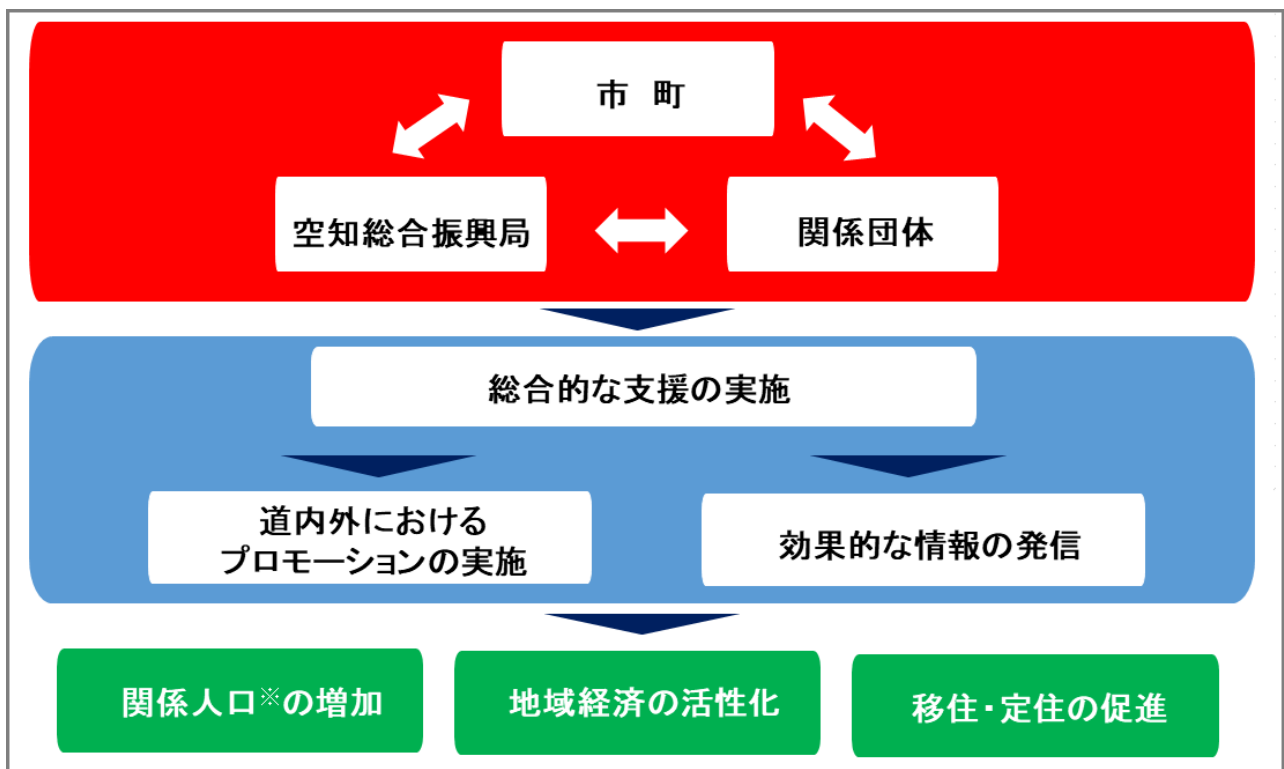 市 町
空知総合振興局
関係団体
総合的な支援の実施
道内外における
プロモーションの実施
効果的な情報の発信
関係人口※の増加
地域経済の活性化
移住・定住の促進